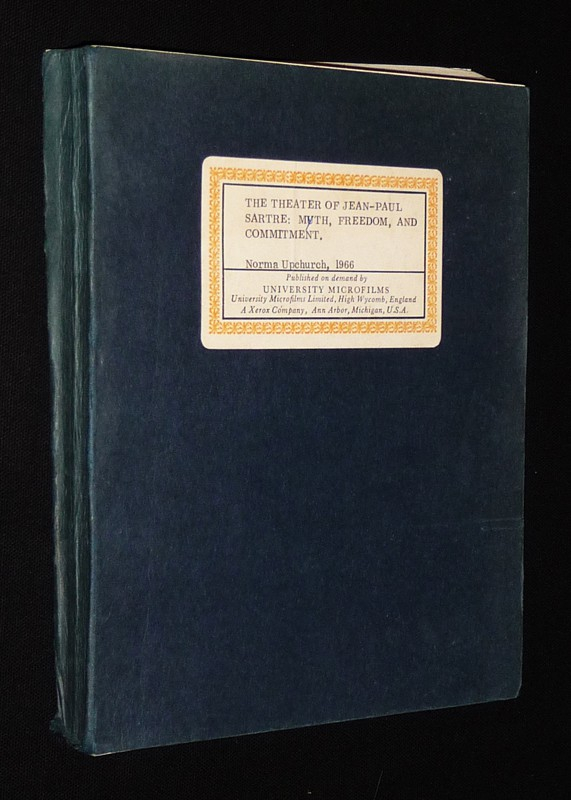 THE THEATER OF JEAN-PAUL
SARTRE: MYTH, FREEDOM, AND
COMMITMENT.
Norma Upchurch, 1966
Published on demand by
UNIVERSITY MICROFILMS
University Microfilms Limited, High Wycomb, England
A Xerox Company, Ann Arbor, Michigan, U.S.A.